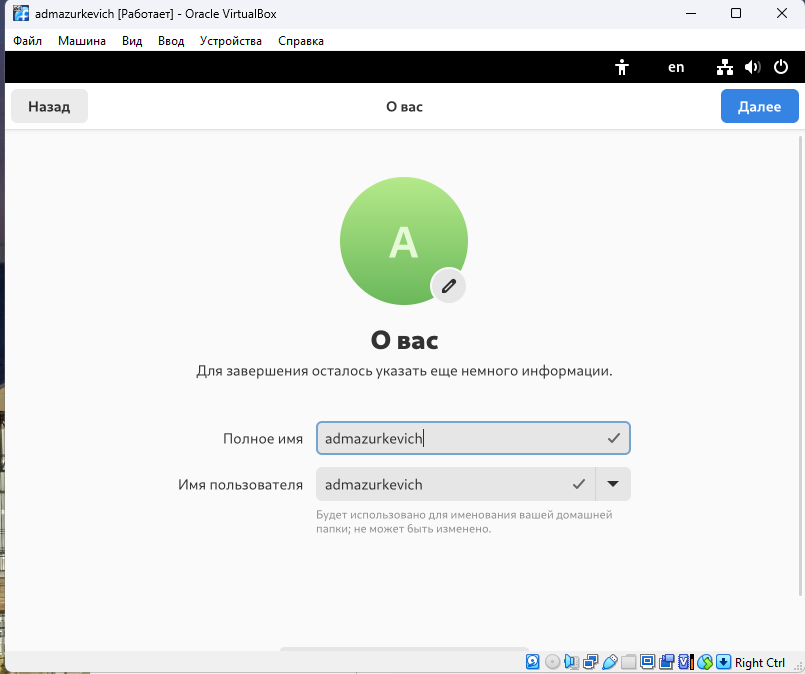 admazurkevich [Работает] - Oracle VirtualBox
Файл Машина Вид Ввод Устройства Справка
en
Назад О вас Далее
A
О вас
Для завершения осталось указать еще немного информации.
Полное имя admazurkevich
Имя пользователя admazurkevich
Будет использовано для именования вашей домашней
папки; не может быть изменено.
Right Ctrl